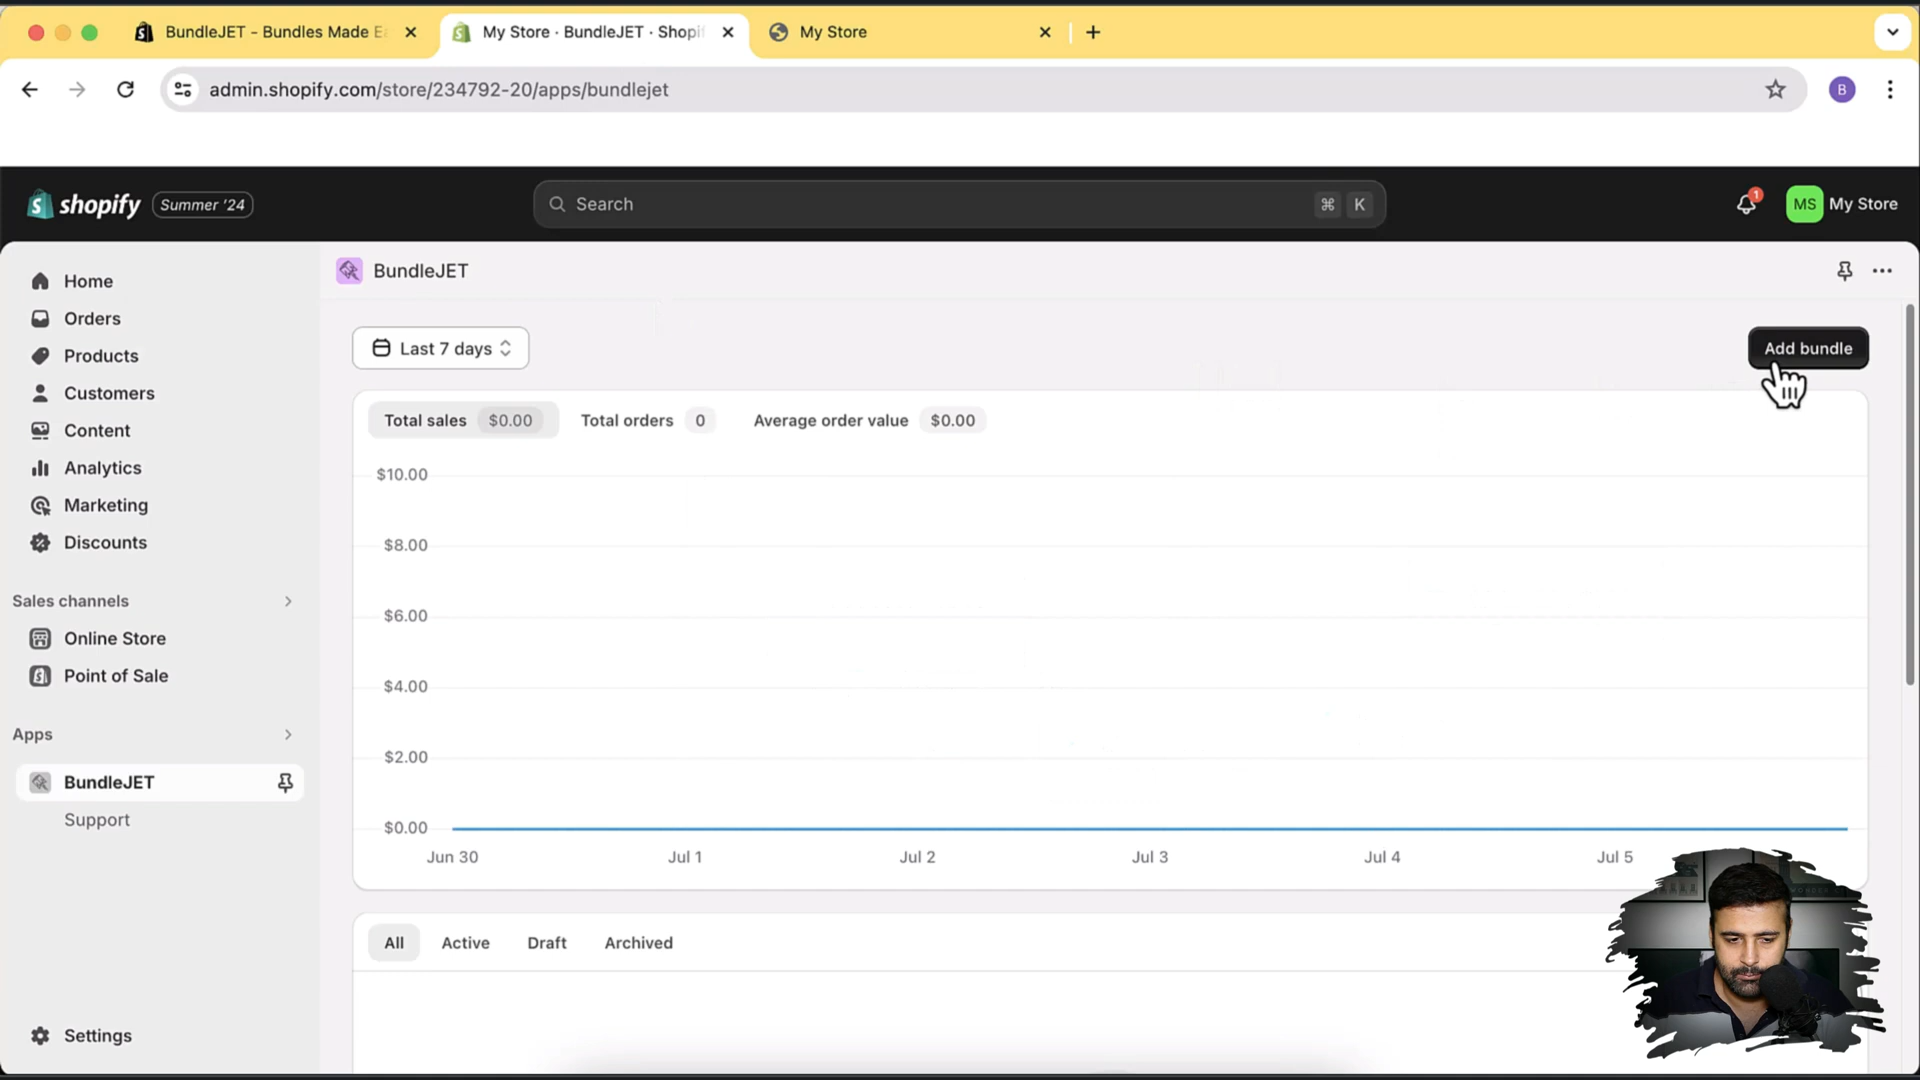 BundleJET - Bundles Made Ea
My Store · BundleJET · Shopi
My Store
admin.shopify.com/store/234792-20/apps/bundlejet
B
shopify
Summer '24
Search
⌘ K
1
MS My Store
Home
Orders
Products
Customers
Content
Analytics
Marketing
Discounts
Sales channels
Online Store
Point of Sale
Apps
BundleJET
Support
Settings
BundleJET
Last 7 days
Add bundle
Total sales $0.00
Total orders 0
Average order value $0.00
$10.00
$8.00
$6.00
$4.00
$2.00
$0.00
Jun 30
Jul 1
Jul 2
Jul 3
Jul 4
Jul 5
All
Active
Draft
Archived